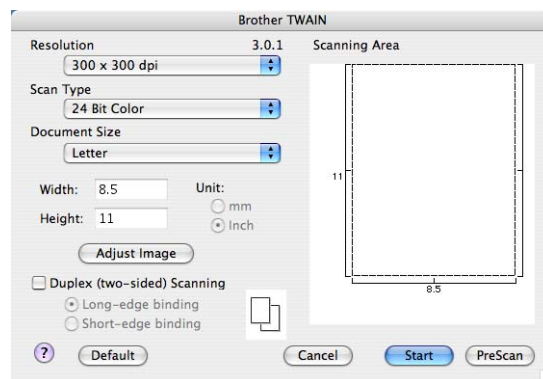 Brother TWAIN
Resolution 3.0.1
300 x 300 dpi
Scan Type
24 Bit Color
Document Size
Letter
Width: 8.5
Height: 11
Unit:
mm
Inch
Adjust Image
Duplex (two-sided) Scanning
Long-edge binding
Short-edge binding
? Default
Scanning Area
11
8.5
Cancel Start PreScan